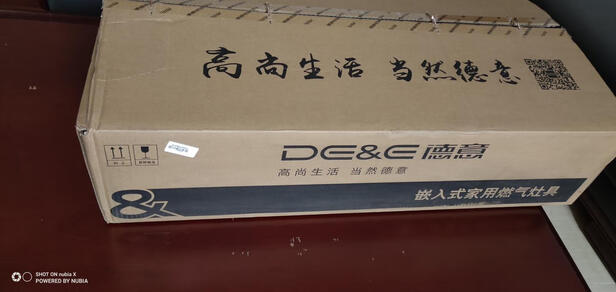 高尚生活 当然德意
DE&E 德意
高尚生活 当然德意
嵌入式家用燃气灶具
&
SHOT ON nubia X
POWERED BY NUBIA